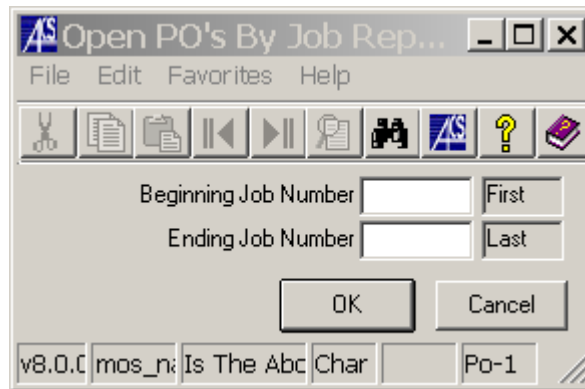 Open PO's By Job Rep...
File Edit Favorites Help
Beginning Job Number First
Ending Job Number Last
OK Cancel
v8.0.0 mos_na Is The Abc Char Po-1